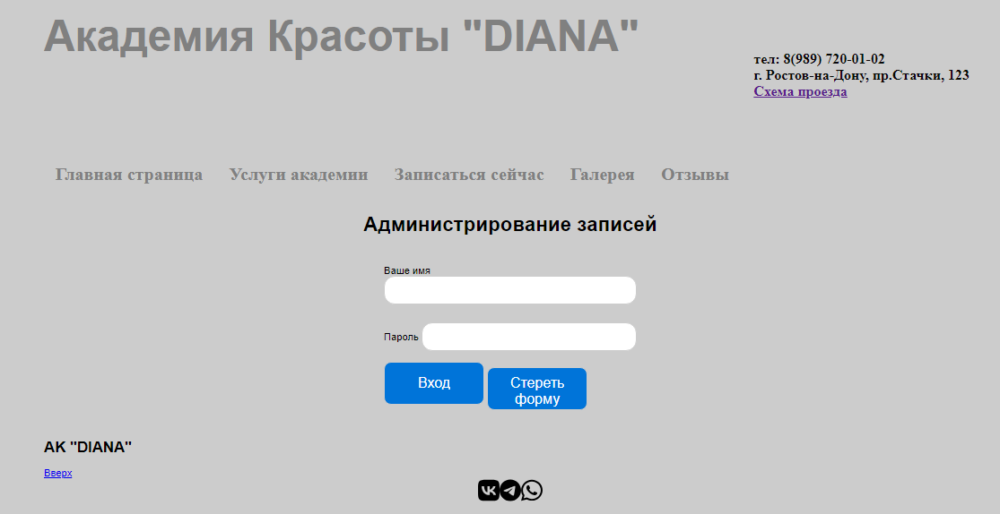 Академия Красоты "DIANA"
тел: 8(989) 720-01-02
г. Ростов-на-Дону, пр.Стачки, 123
Схема проезда
Главная страница Услуги академии Записаться сейчас Галерея Отзывы
Администрирование записей
Ваше имя
Пароль
Вход
Стереть
форму
АК "DIANA"
Вверх